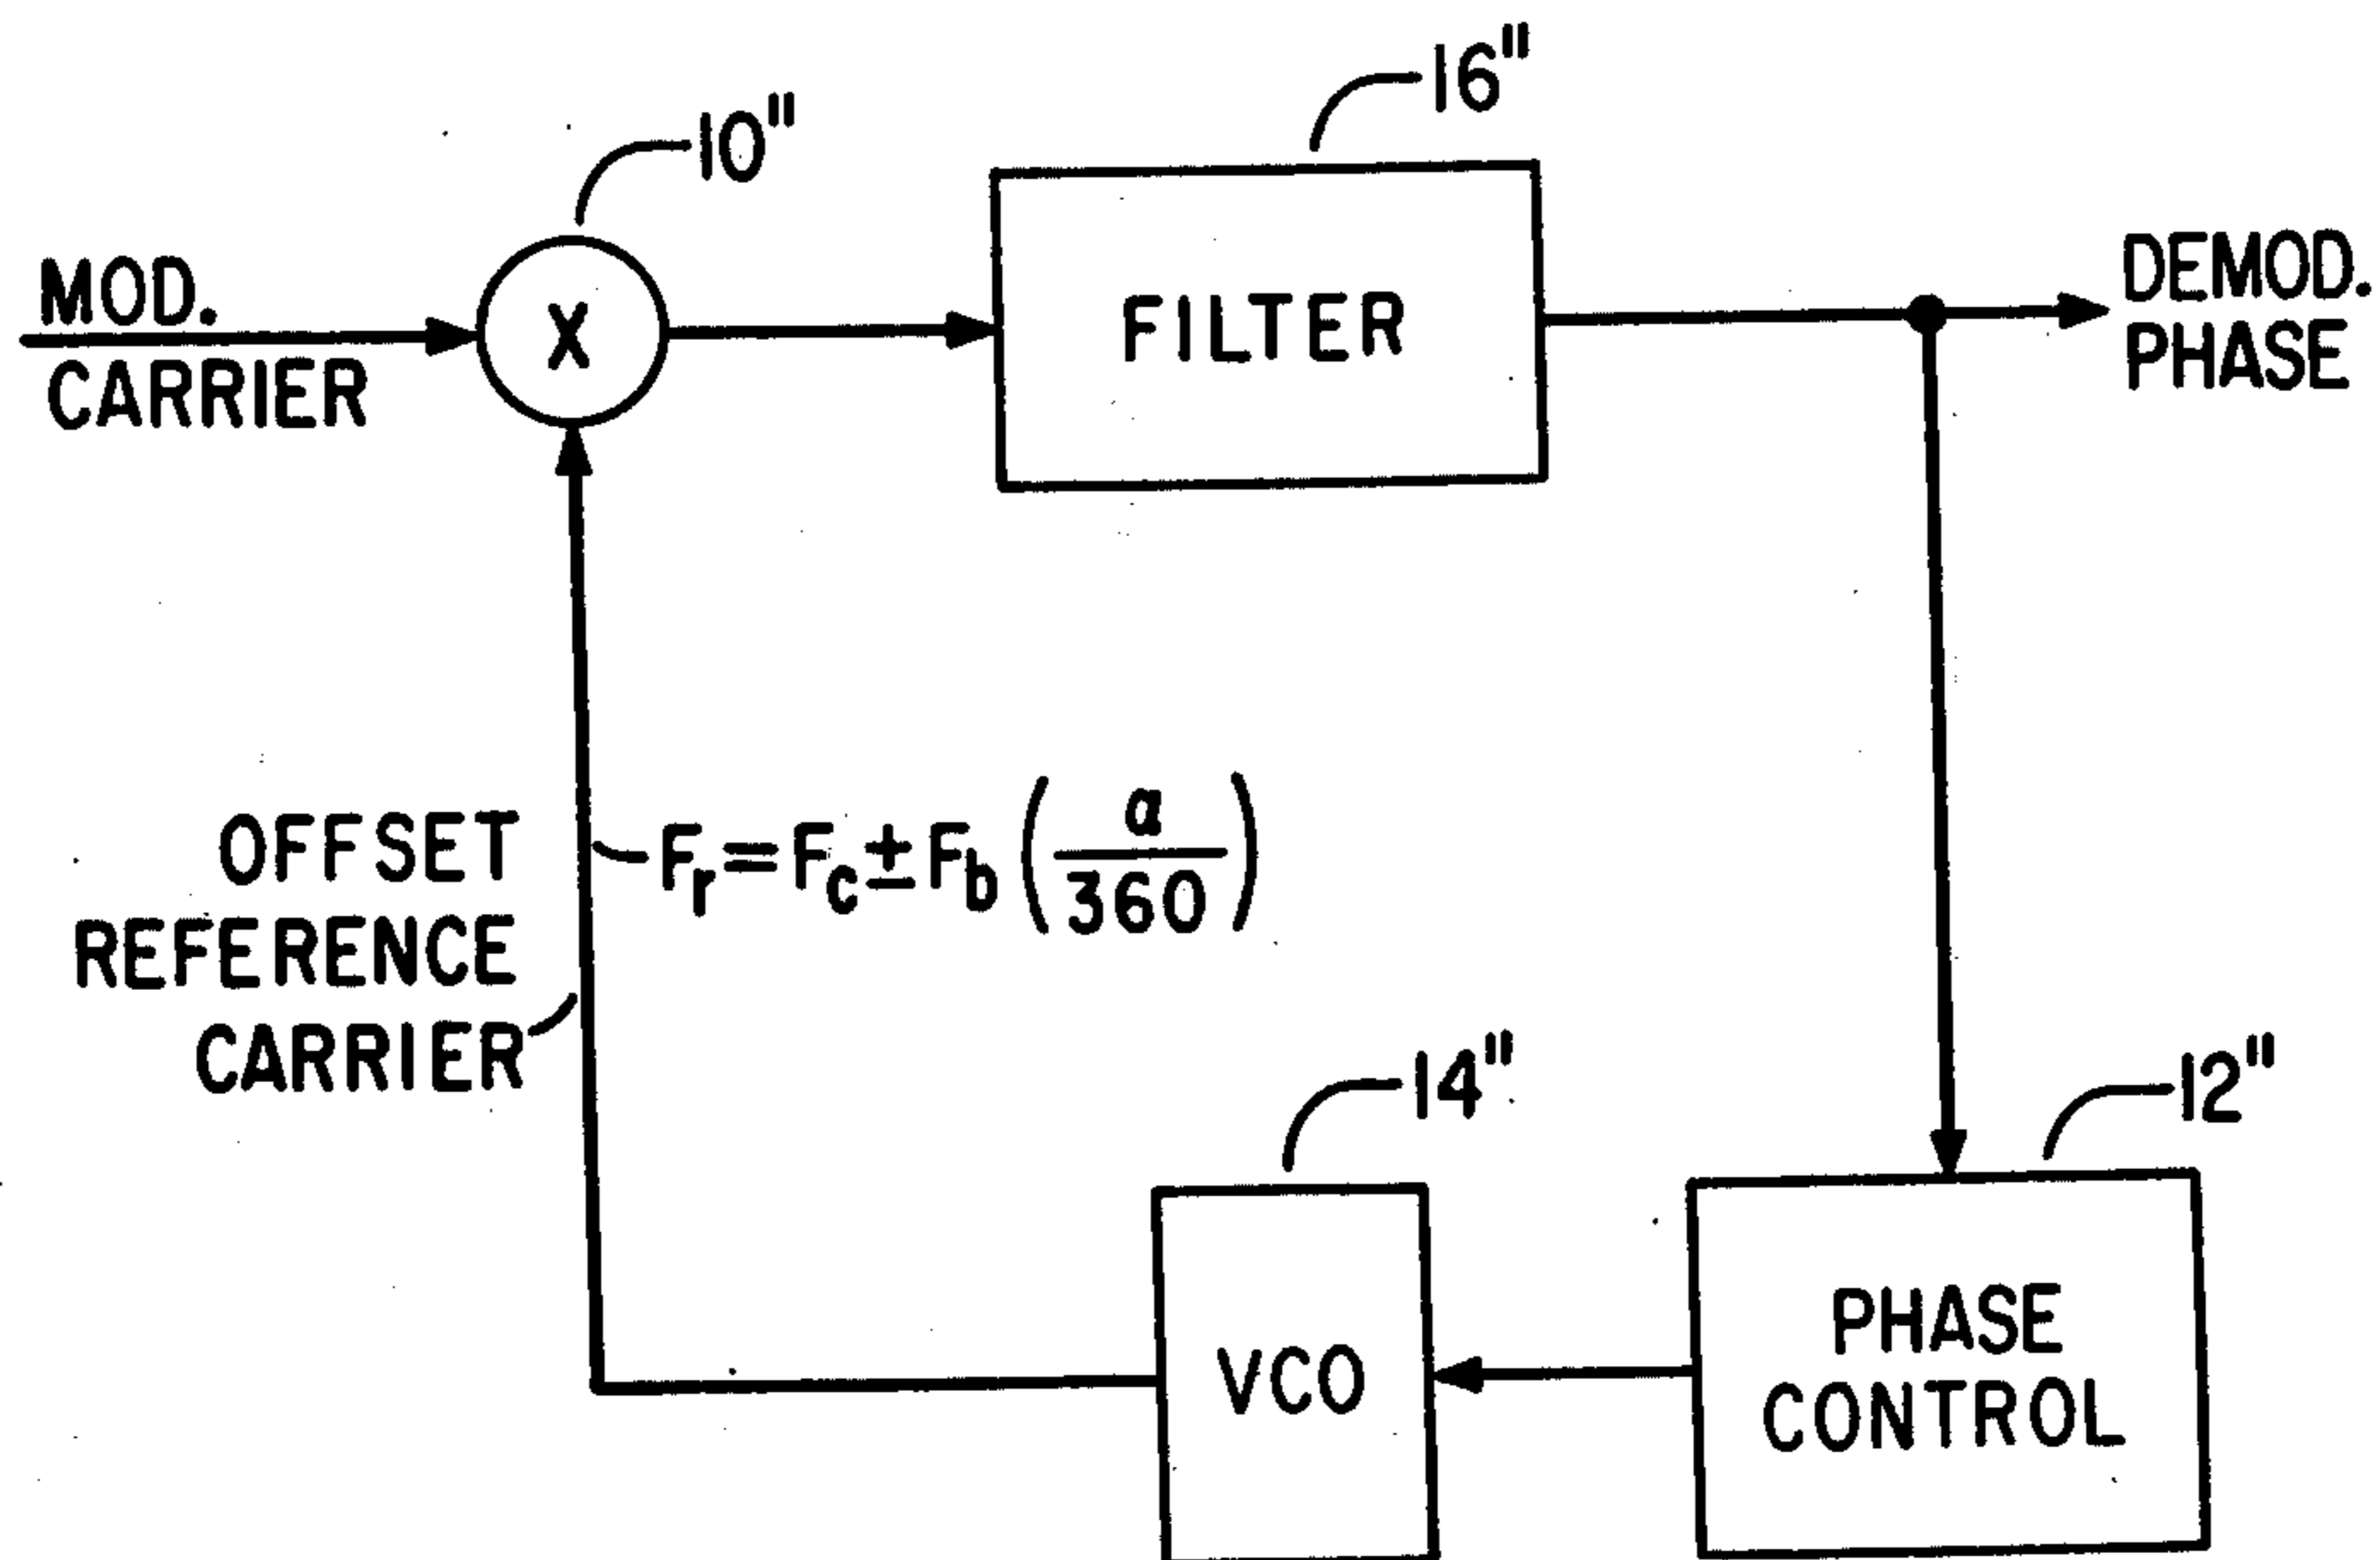 16"
10"
MOD.
CARRIER
X
FILTER
DEMOD.
PHASE
OFFSET
REFERENCE
CARRIER
Fr=Fc±Fb(a/360)
14"
12"
VCO
PHASE
CONTROL